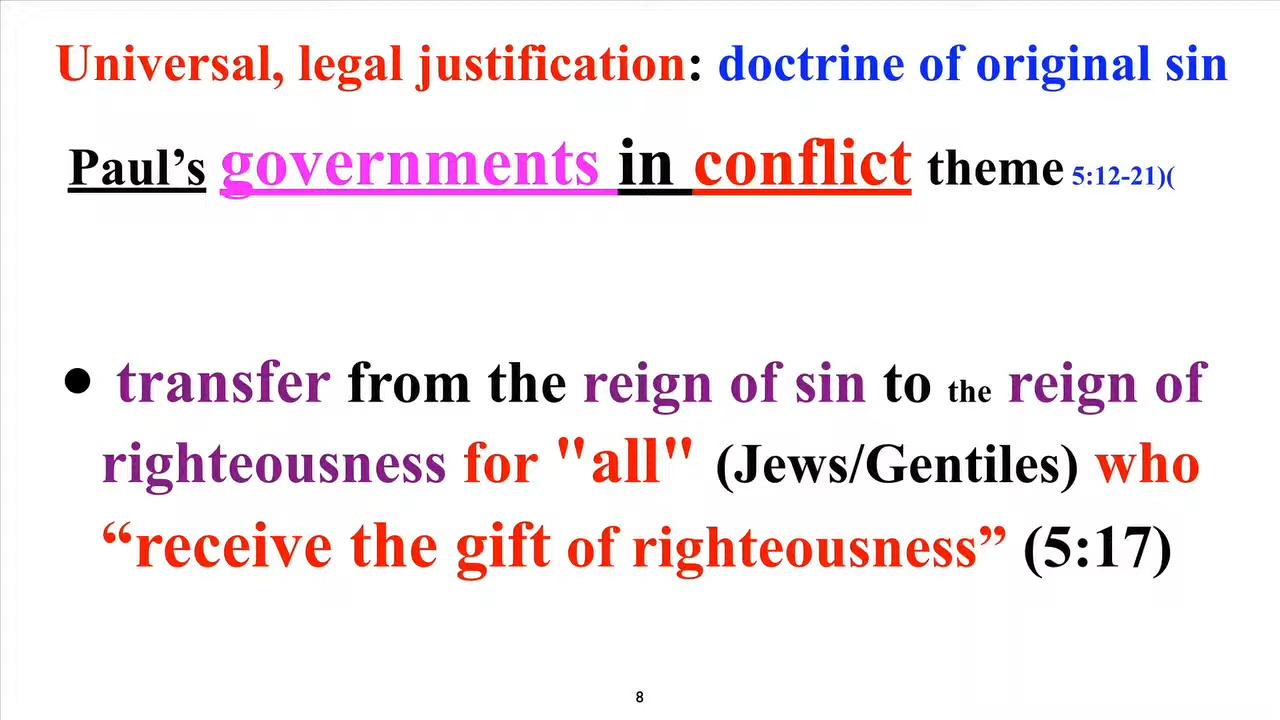 Universal, legal justification: doctrine of original sin
Paul’s governments in conflict theme 5:12-21)(
• transfer from the reign of sin to the reign of
righteousness for "all" (Jews/Gentiles) who
“receive the gift of righteousness” (5:17)
8